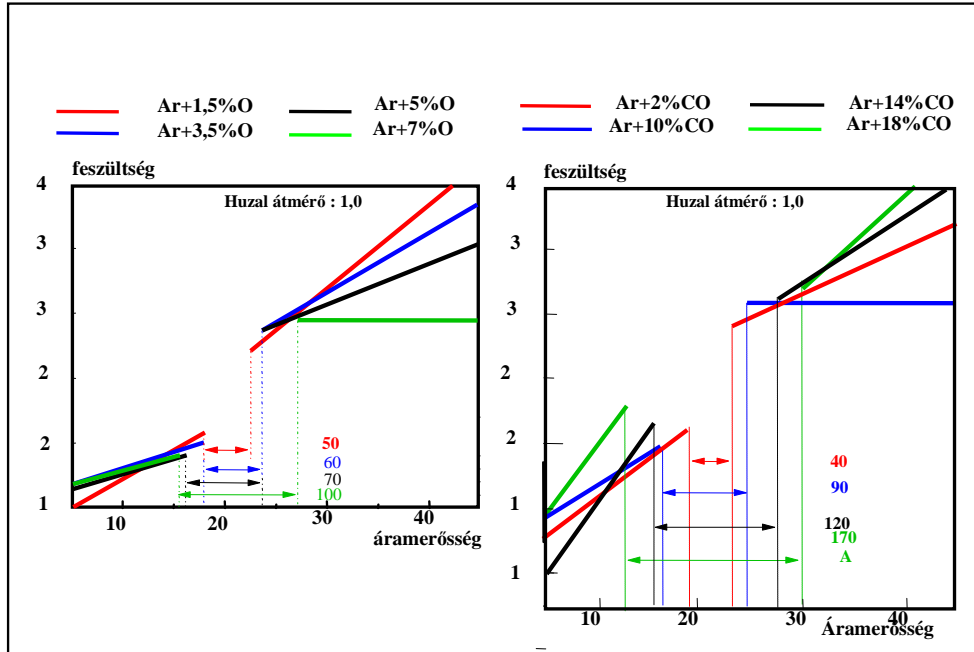 Ar+1,5%O
Ar+5%O
Ar+3,5%O
Ar+7%O
feszültség
Huzal átmérő : 1,0
4
3
3
2
2
1
10
20
30
40
áramerősség
50
60
70
100
Ar+2%CO
Ar+14%CO
Ar+10%CO
Ar+18%CO
feszültség
Huzal átmérő : 1,0
4
3
3
2
2
1
1
10
20
30
40
Áramerősség
40
90
120
170
A